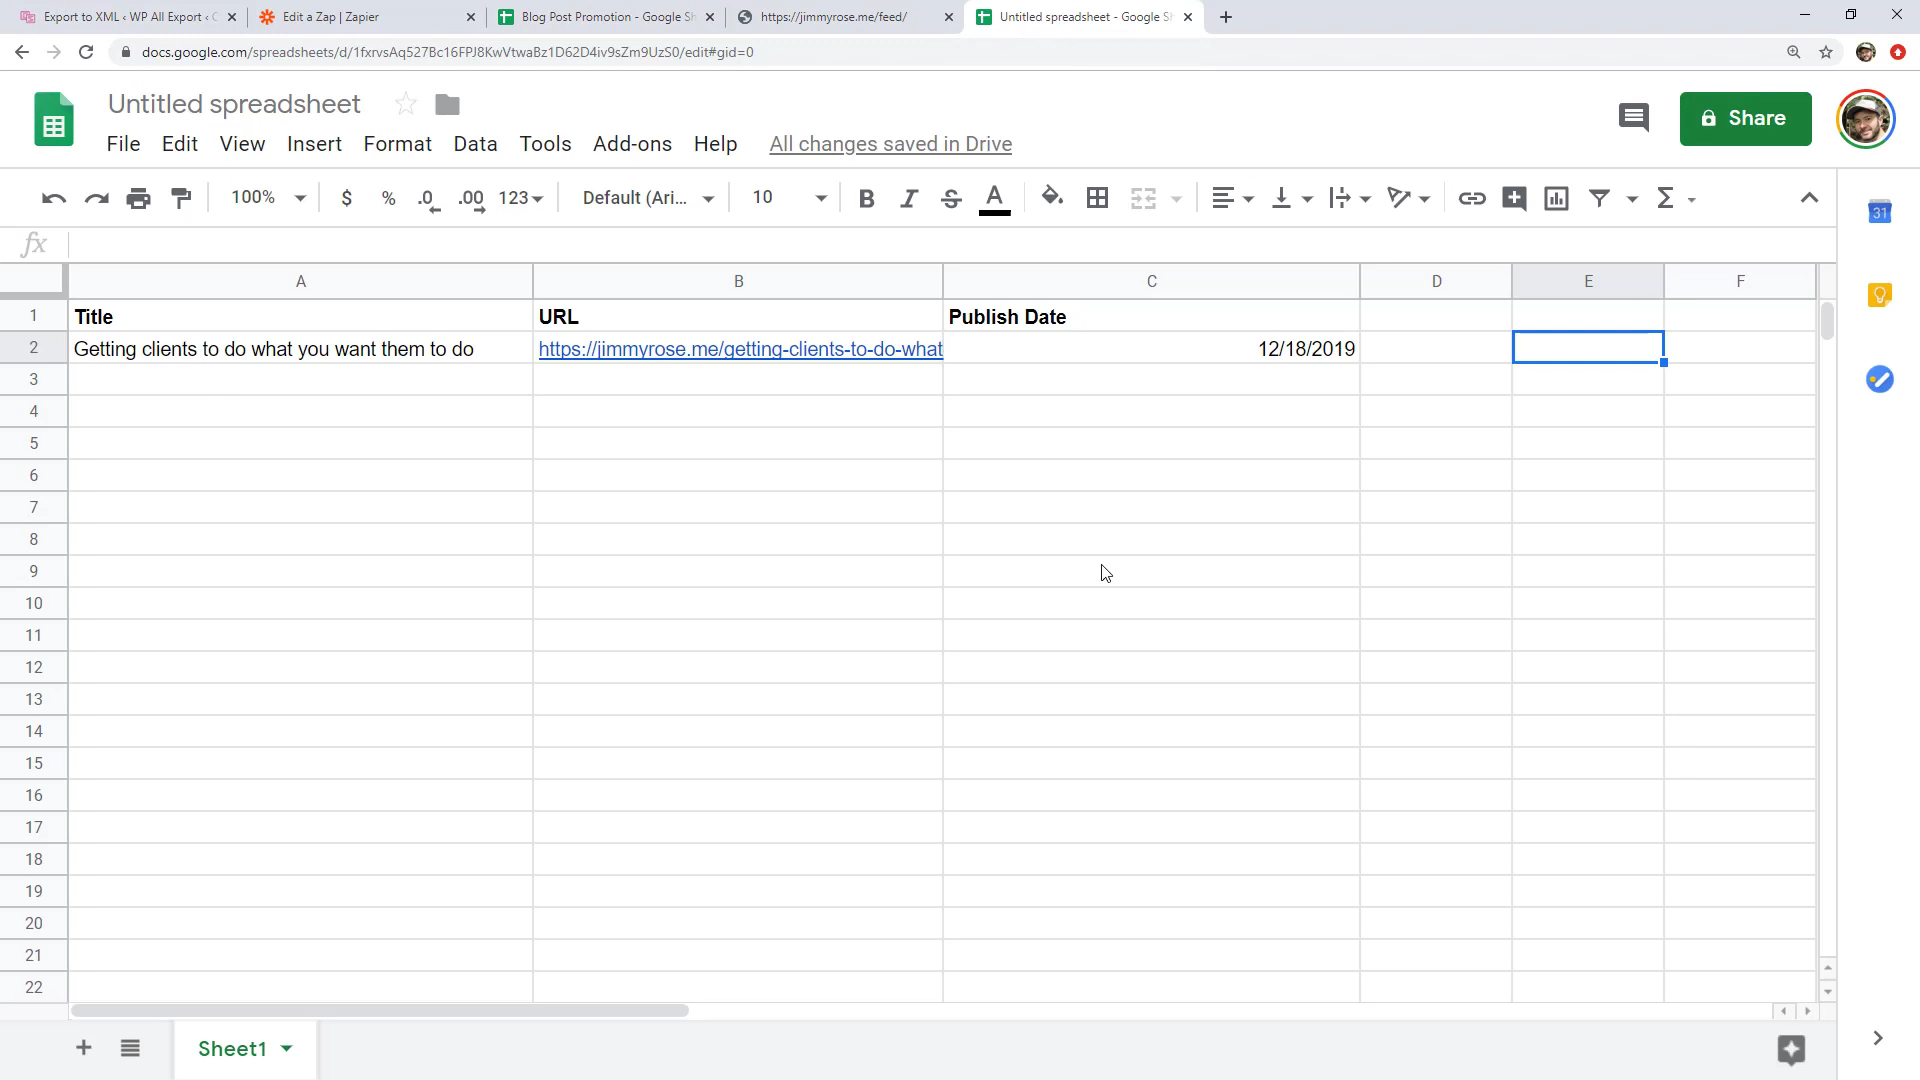 Export to XML ‹ WP All Export ‹
Edit a Zap | Zapier
Blog Post Promotion - Google Sh
https://jimmyrose.me/feed/
Untitled spreadsheet - Google Sh
docs.google.com/spreadsheets/d/1fxrvsAq527Bc16FPJ8KwVtwaBz1D62D4iv9sZm9UzS0/edit#gid=0
Untitled spreadsheet
Share
File Edit View Insert Format Data Tools Add-ons Help All changes saved in Drive
100% $ % .0 .00 123 Default (Ari... 10 B I S A Σ
31
fx
A B C D E F
1 Title URL Publish Date
2 Getting clients to do what you want them to do https://jimmyrose.me/getting-clients-to-do-what 12/18/2019
3
4
5
6
7
8
9
10
11
12
13
14
15
16
17
18
19
20
21
22
Sheet1